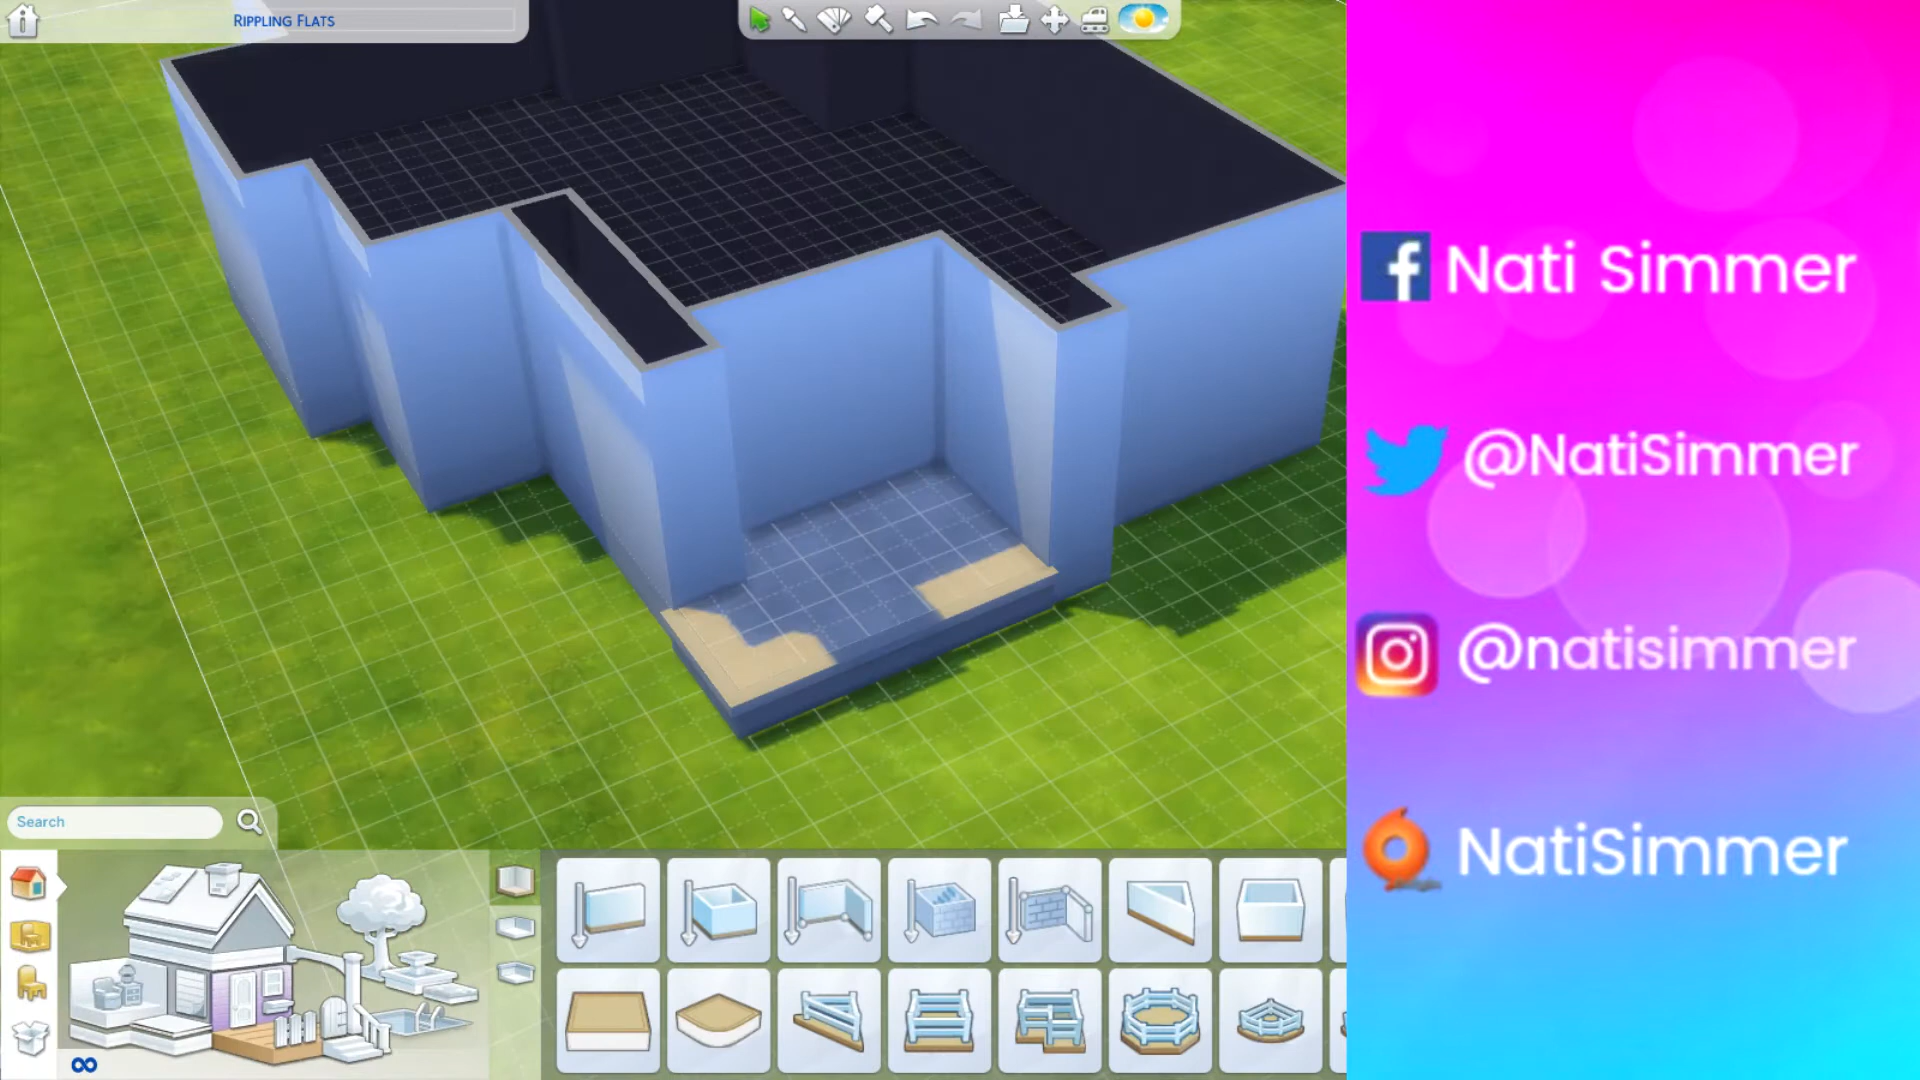 RIPPLING FLATS
f Nati Simmer
@NatiSimmer
@natisimmer
NatiSimmer
Search